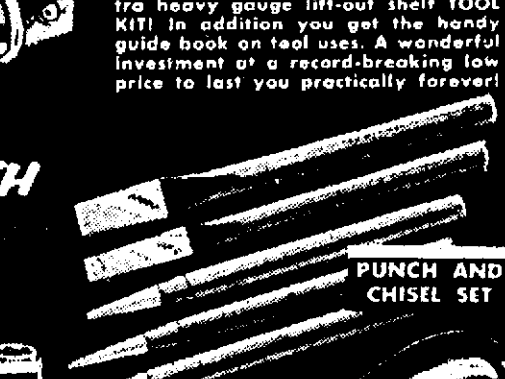 tra heavy gauge lift-out shelf TOOL
KIT! In addition you get the handy
guide book on tool uses. A wonderful
investment at a record-breaking low
price to last you practically forever!
H
PUNCH AND
CHISEL SET